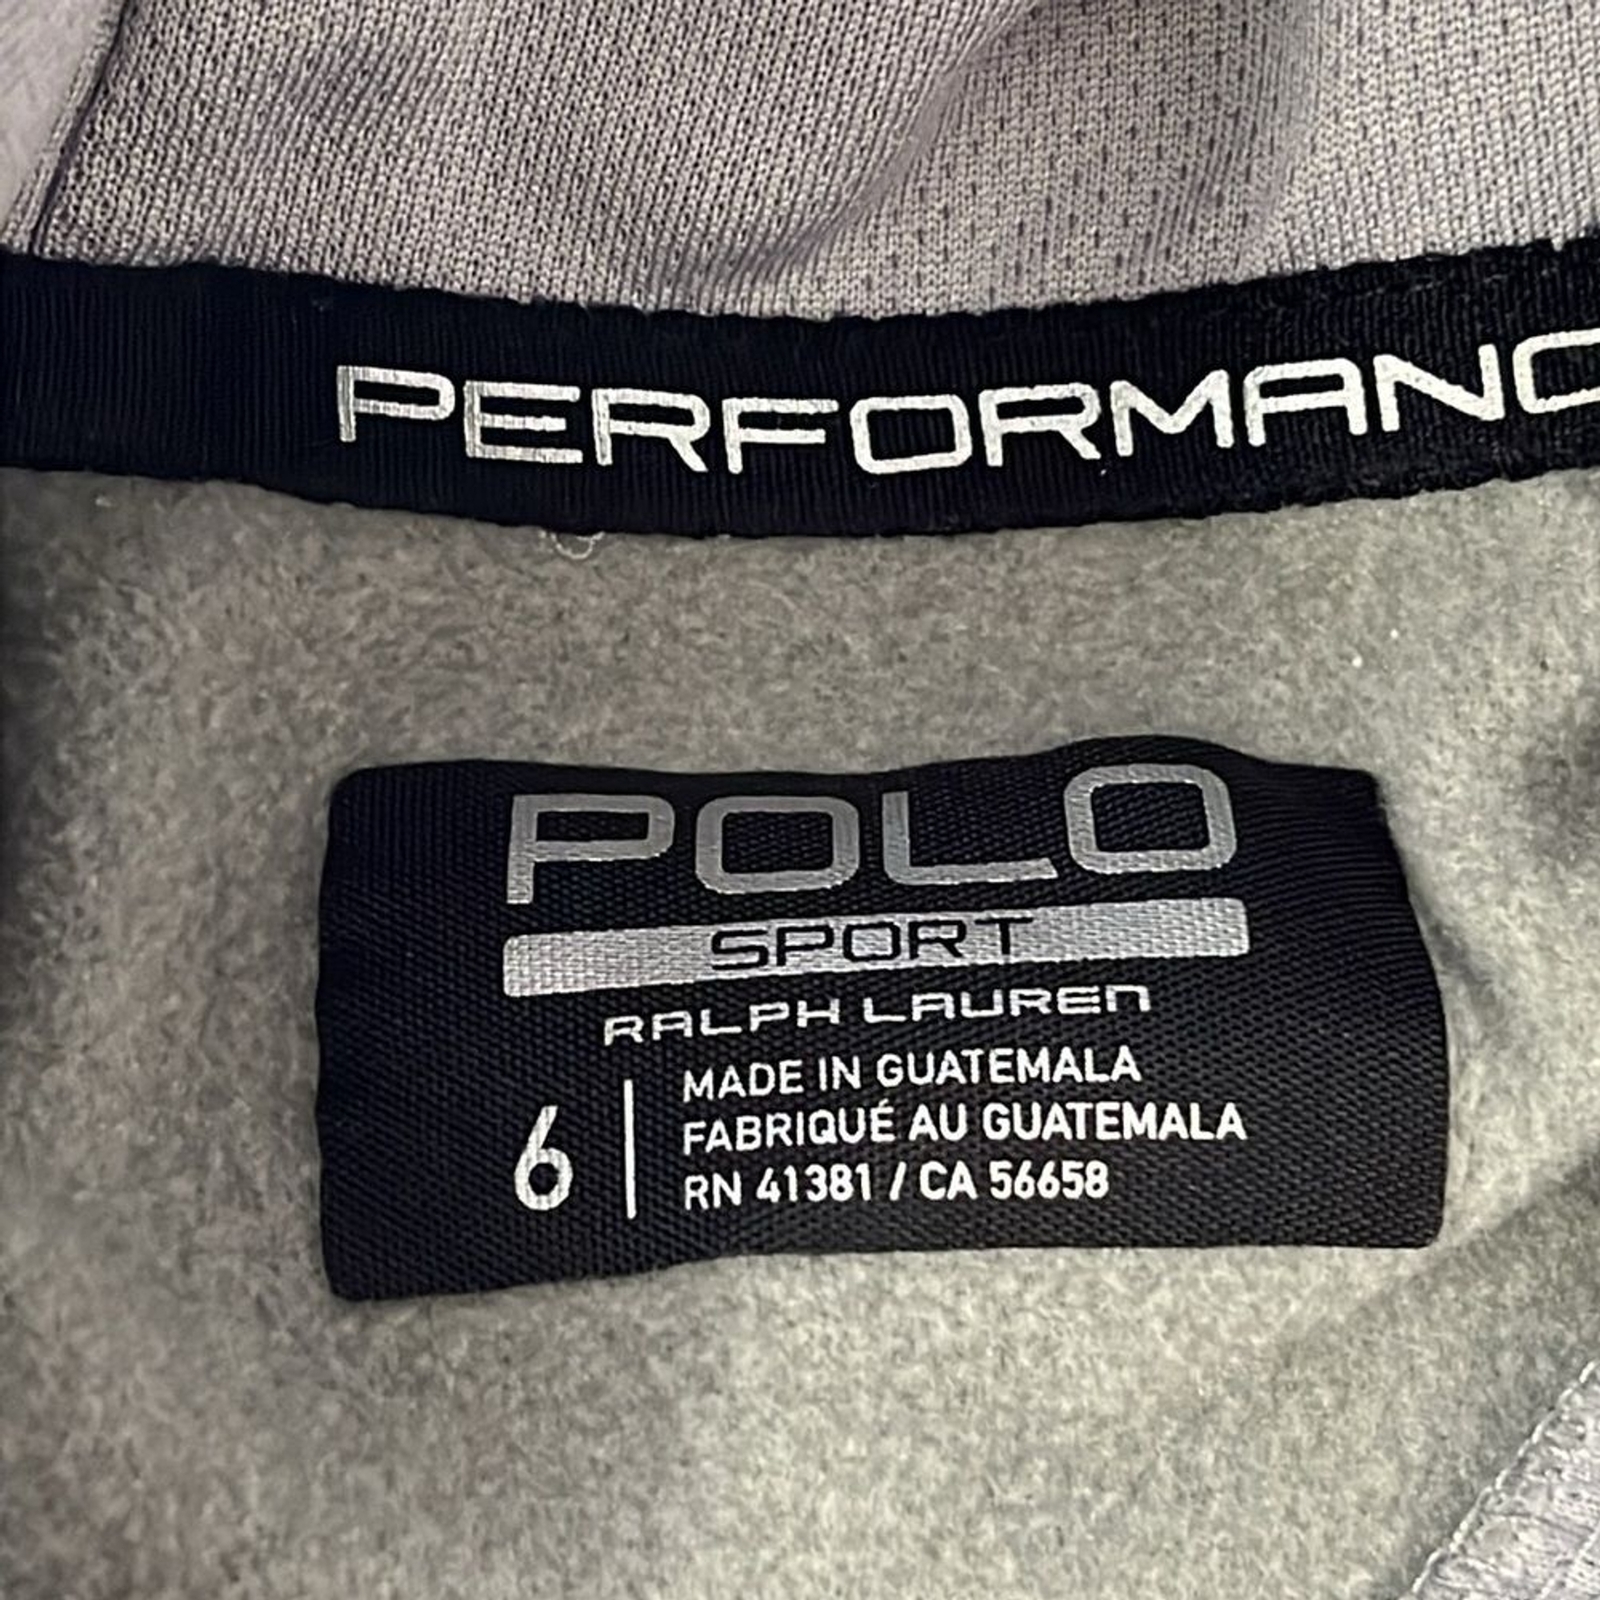 PERFORMANC
POLO
SPORT
RALPH LAUREN
6
MADE IN GUATEMALA
FABRIQUÉ AU GUATEMALA
RN 41381 / CA 56658